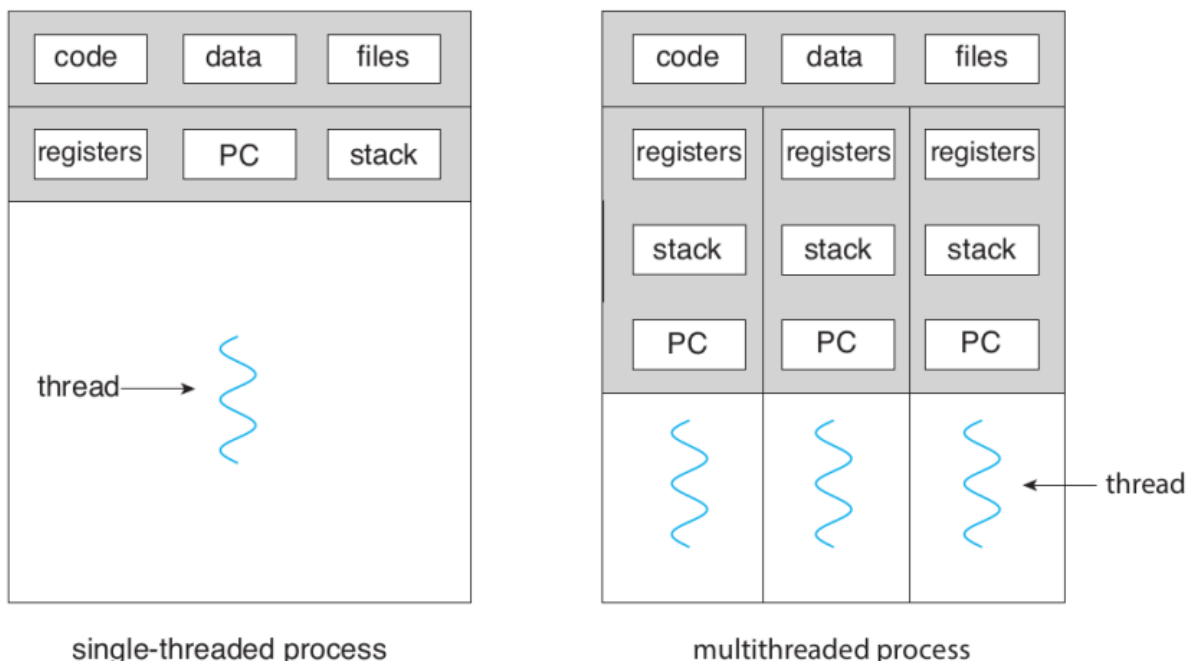 code data files
registers PC stack
thread
single-threaded process
code data files
registers registers registers
stack stack stack
PC PC PC
thread
multithreaded process